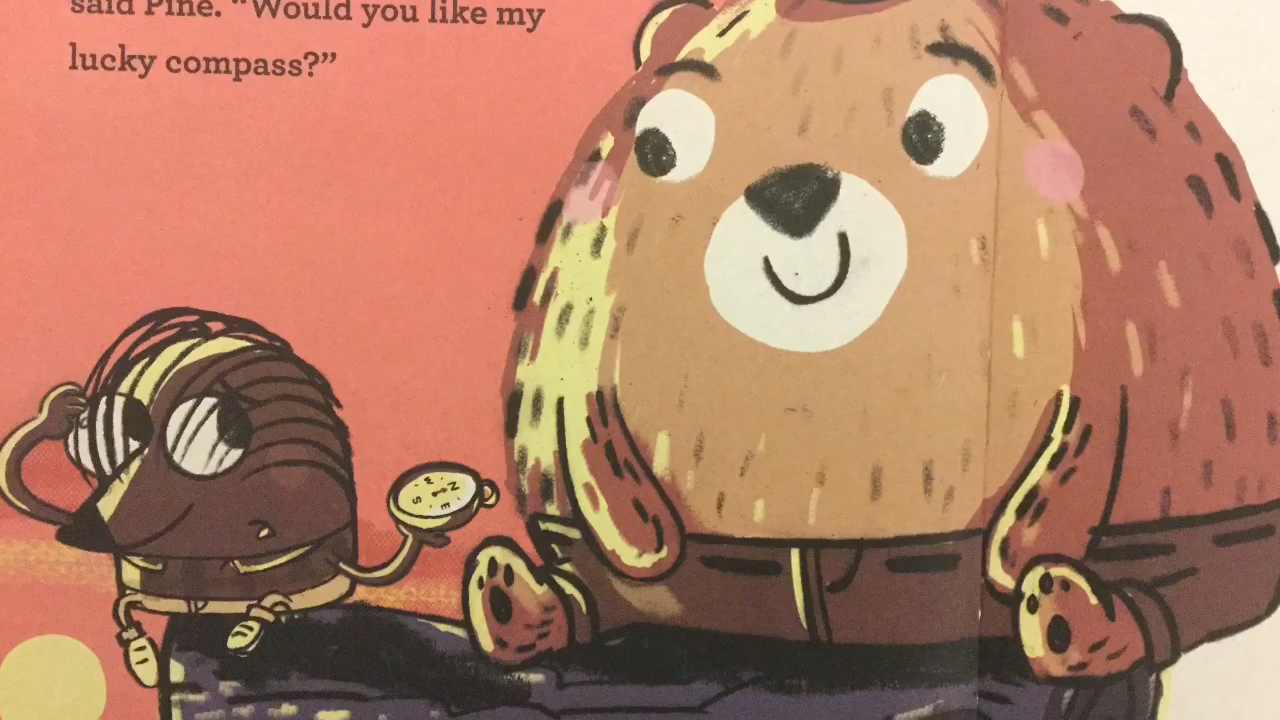 said Pine. “Would you like my
lucky compass?”
N
W
E
S